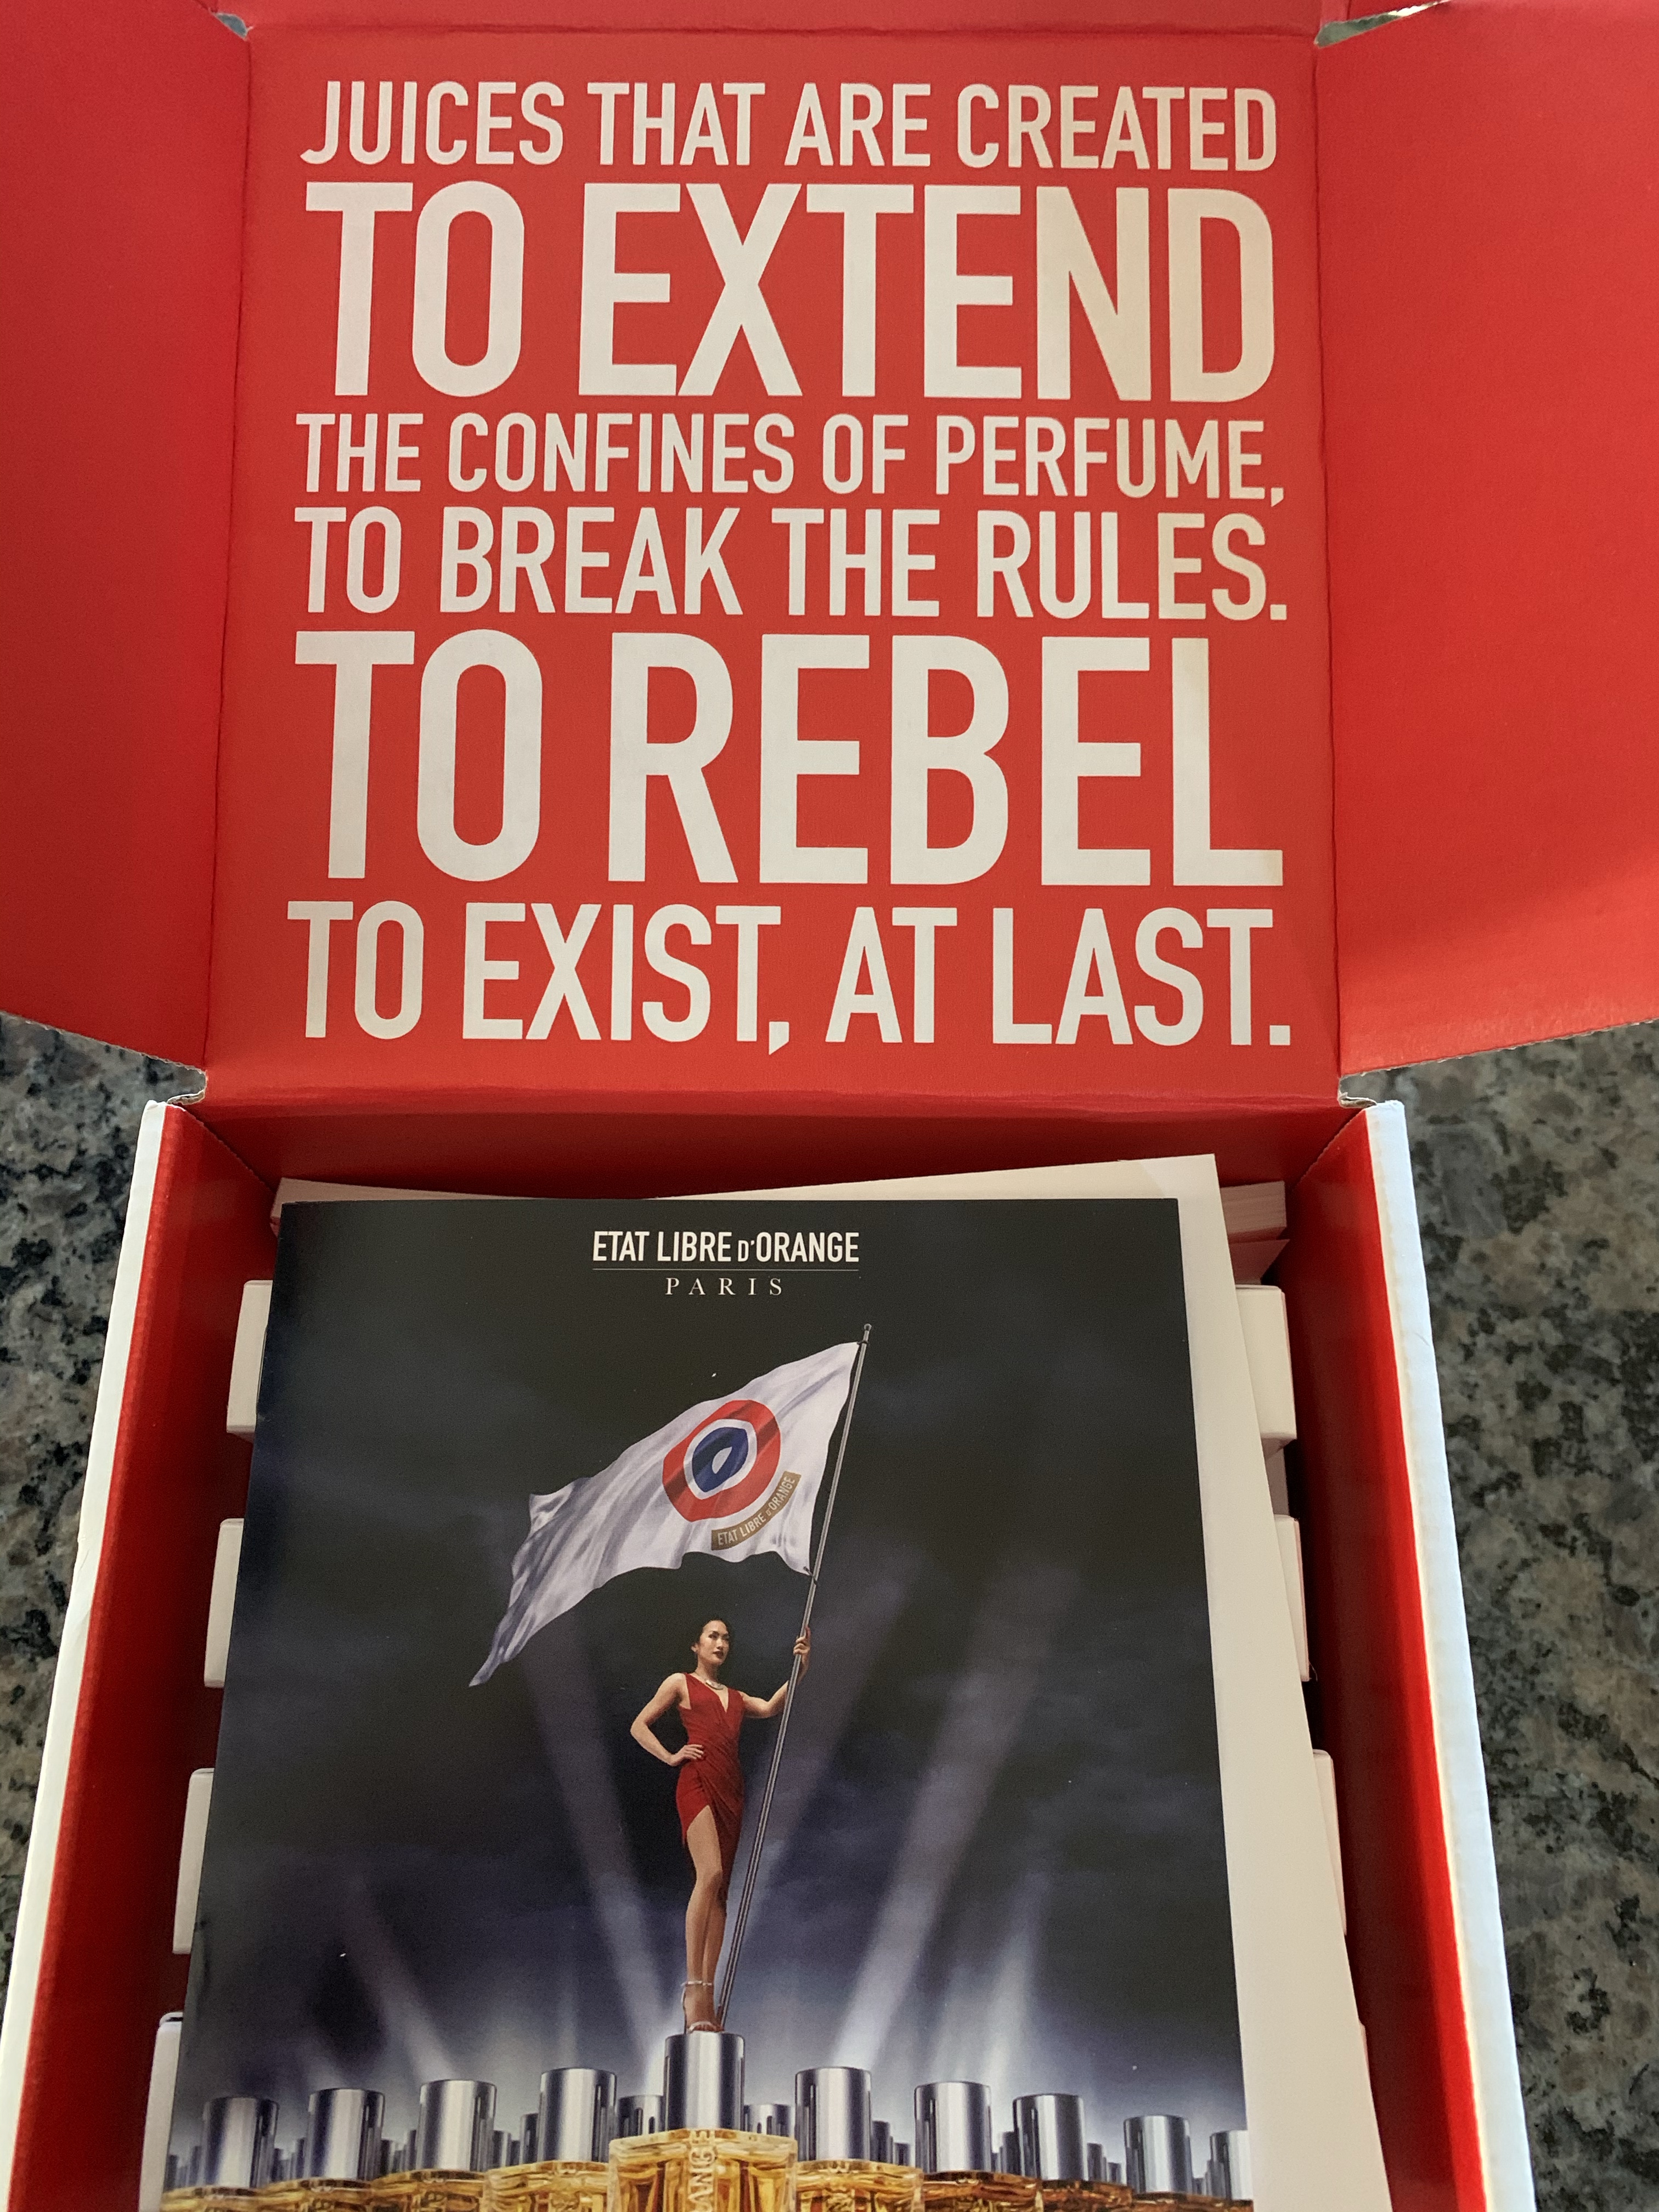 JUICES THAT ARE CREATED
TO EXTEND
THE CONFINES OF PERFUME,
TO BREAK THE RULES.
TO REBEL
TO EXIST, AT LAST.
ETAT LIBRE D'ORANGE
PARIS
ETAT LIBRE D'ORANGE